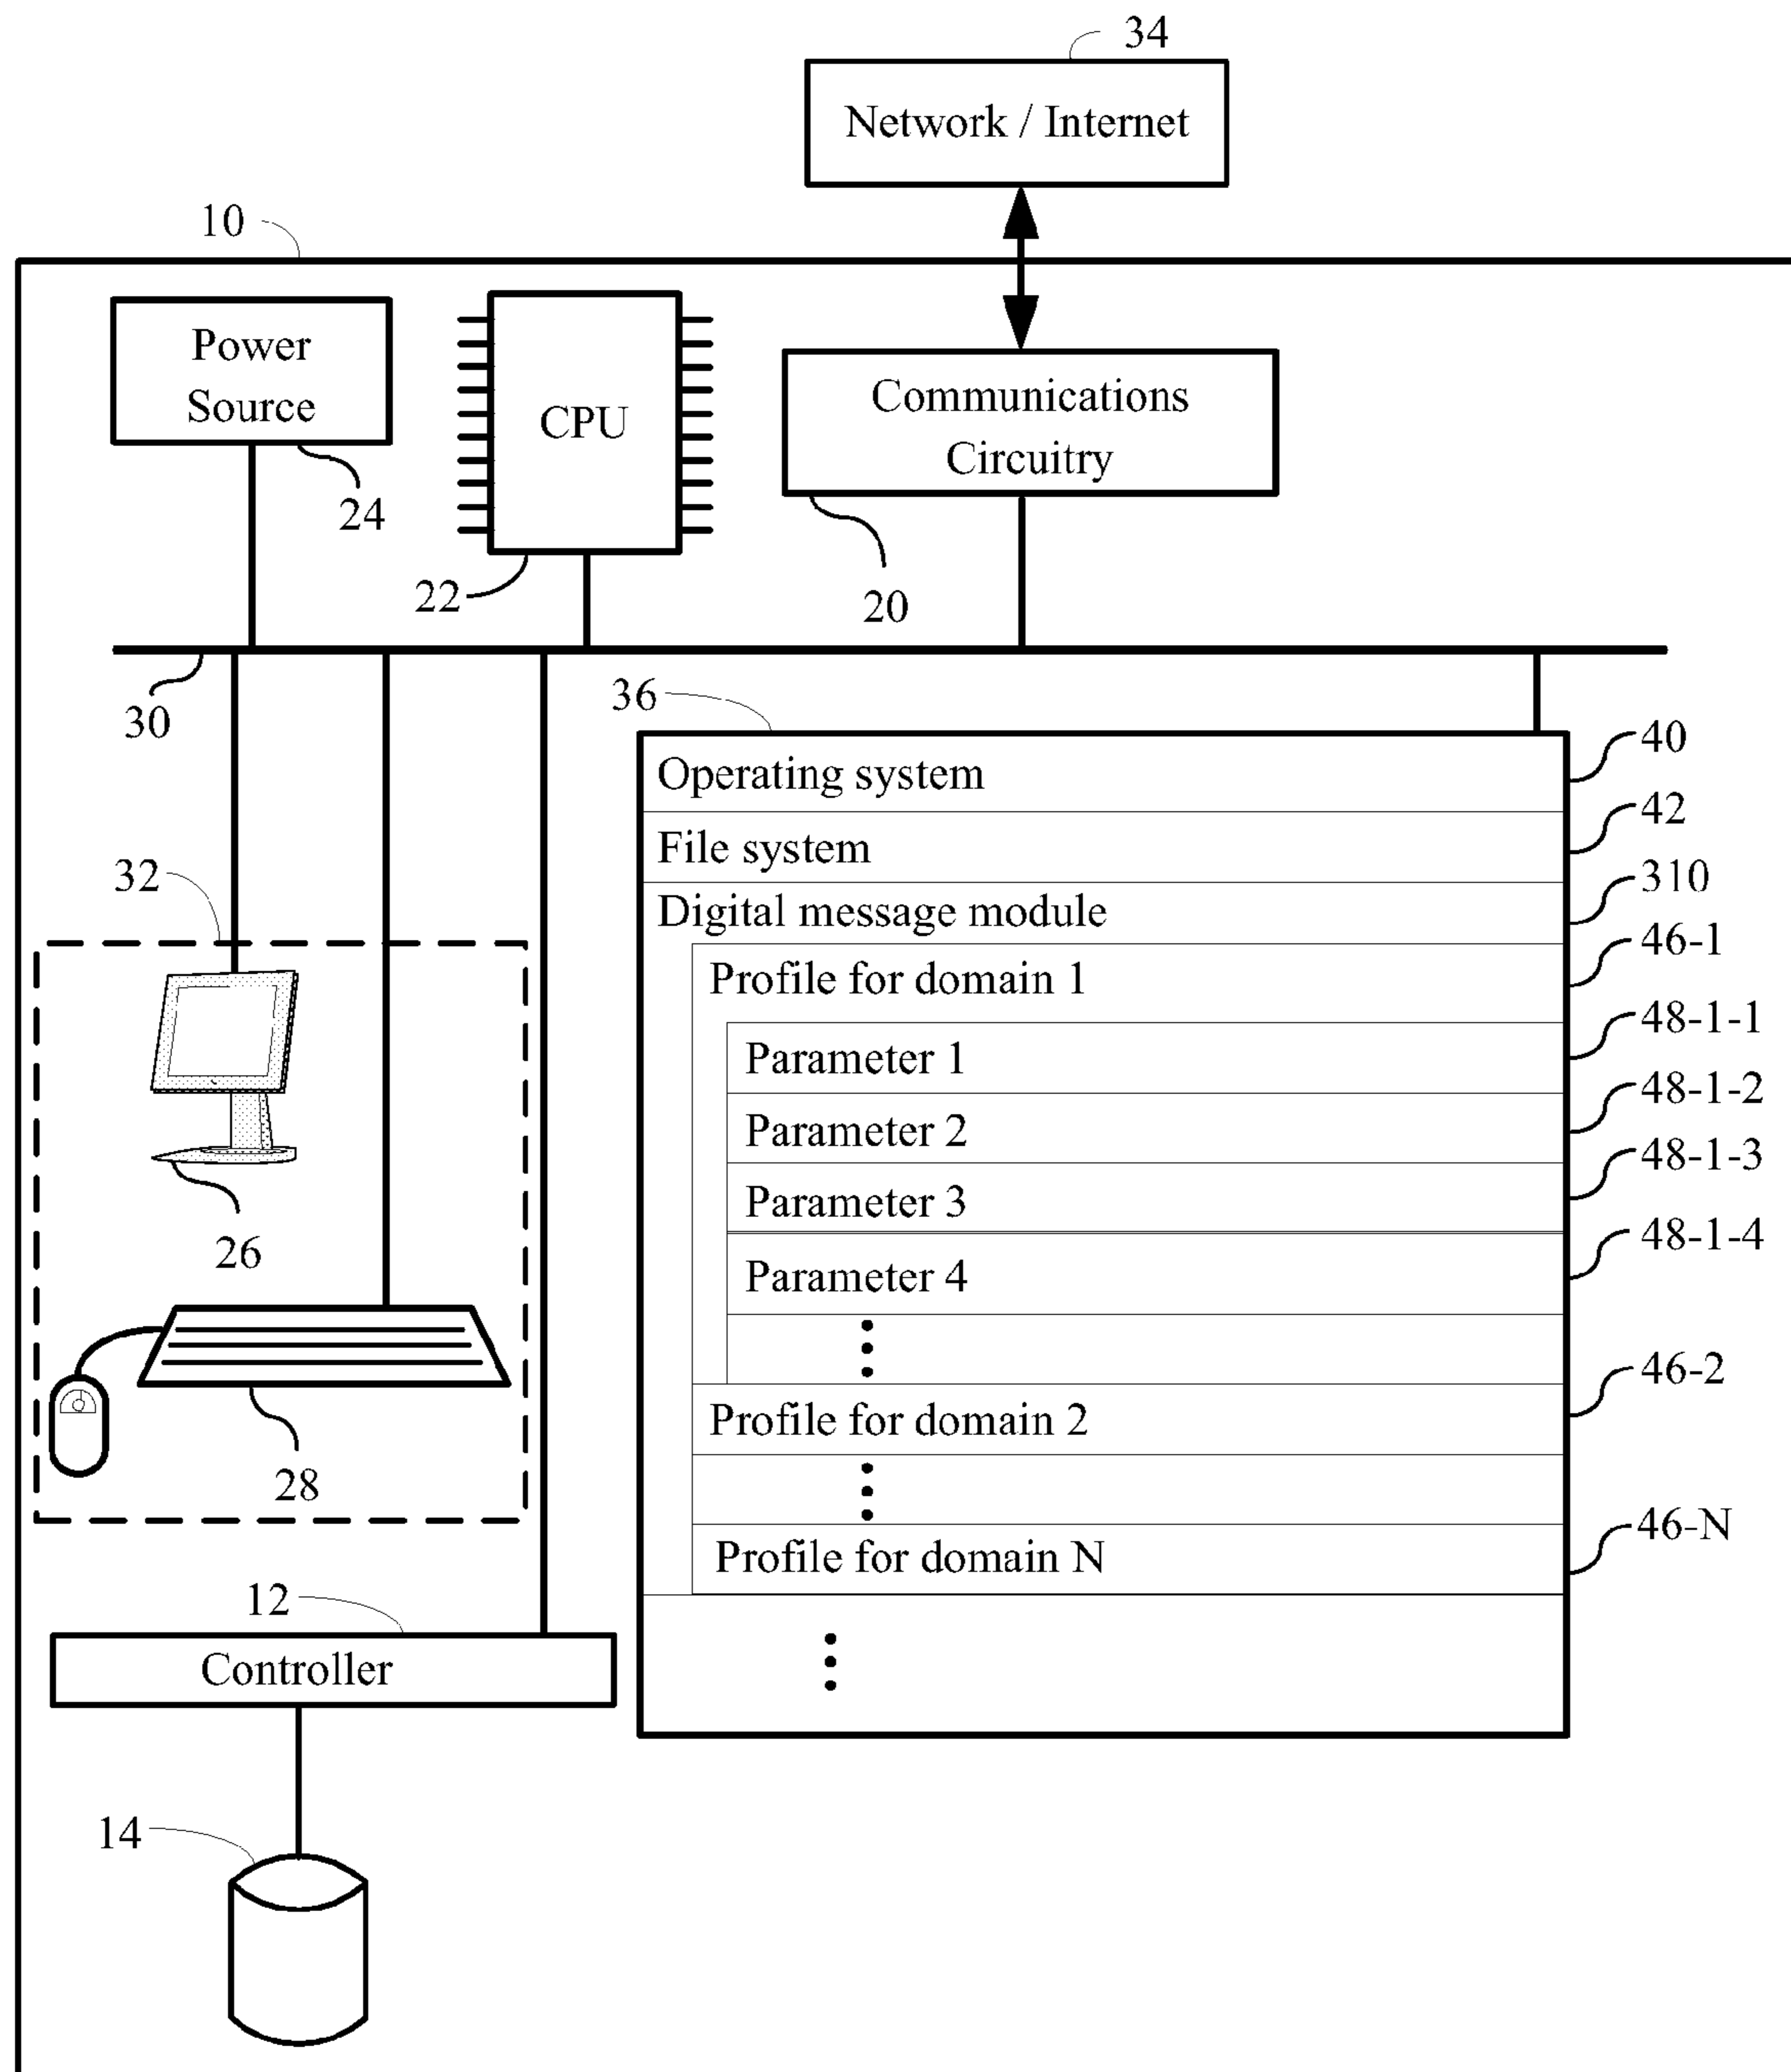 34
Network / Internet
10
Power
Source
CPU
Communications
Circuitry
24
22
20
30
36
Operating system
40
File system
42
Digital message module
310
Profile for domain 1
46-1
Parameter 1
48-1-1
Parameter 2
48-1-2
Parameter 3
48-1-3
Parameter 4
48-1-4
Profile for domain 2
46-2
Profile for domain N
46-N
32
26
28
12
Controller
14